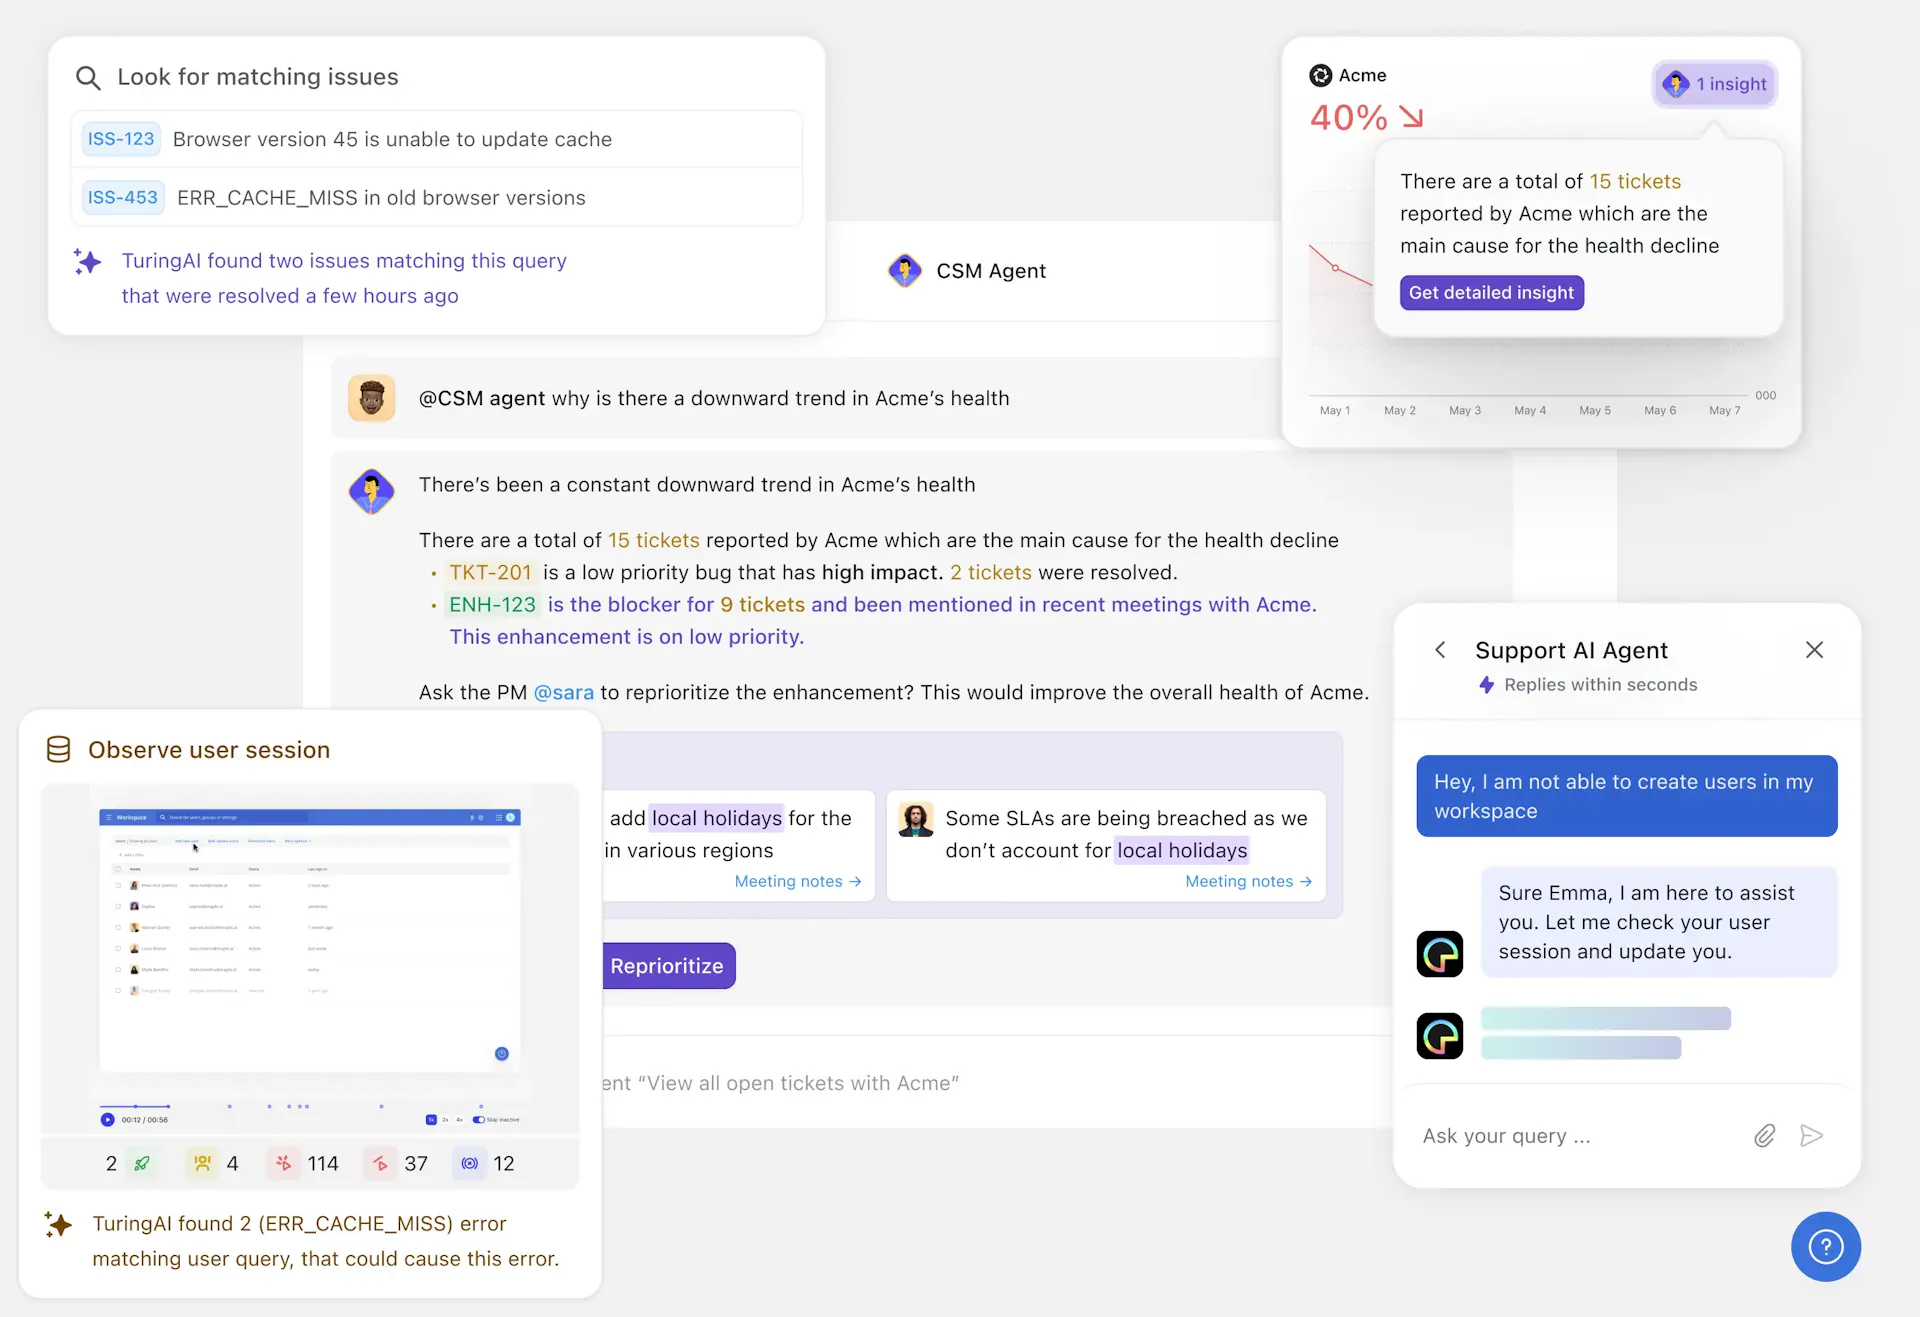 Look for matching issues
ISS-123 Browser version 45 is unable to update cache
ISS-453 ERR_CACHE_MISS in old browser versions
TuringAI found two issues matching this query
that were resolved a few hours ago
CSM Agent
Acme
1 insight
40%
There are a total of 15 tickets
reported by Acme which are the
main cause for the health decline
Get detailed insight
000
May 1 May 2 May 3 May 4 May 5 May 6 May 7
@CSM agent why is there a downward trend in Acme’s health
There’s been a constant downward trend in Acme’s health
There are a total of 15 tickets reported by Acme which are the main cause for the health decline
• TKT-201 is a low priority bug that has high impact. 2 tickets were resolved.
• ENH-123 is the blocker for 9 tickets and been mentioned in recent meetings with Acme.
This enhancement is on low priority.
Ask the PM @sara to reprioritize the enhancement? This would improve the overall health of Acme.
add local holidays for the
in various regions
Meeting notes →
Some SLAs are being breached as we
don’t account for local holidays
Meeting notes →
Reprioritize
ent “View all open tickets with Acme”
Observe user session
Workspace
Name Email Status Last sign in
Sophia
00:12 / 00:56
1x 2x 4x Skip inactive
2 4 114 37 12
TuringAI found 2 (ERR_CACHE_MISS) error
matching user query, that could cause this error.
Support AI Agent
Replies within seconds
Hey, I am not able to create users in my
workspace
Sure Emma, I am here to assist
you. Let me check your user
session and update you.
Ask your query ...
?